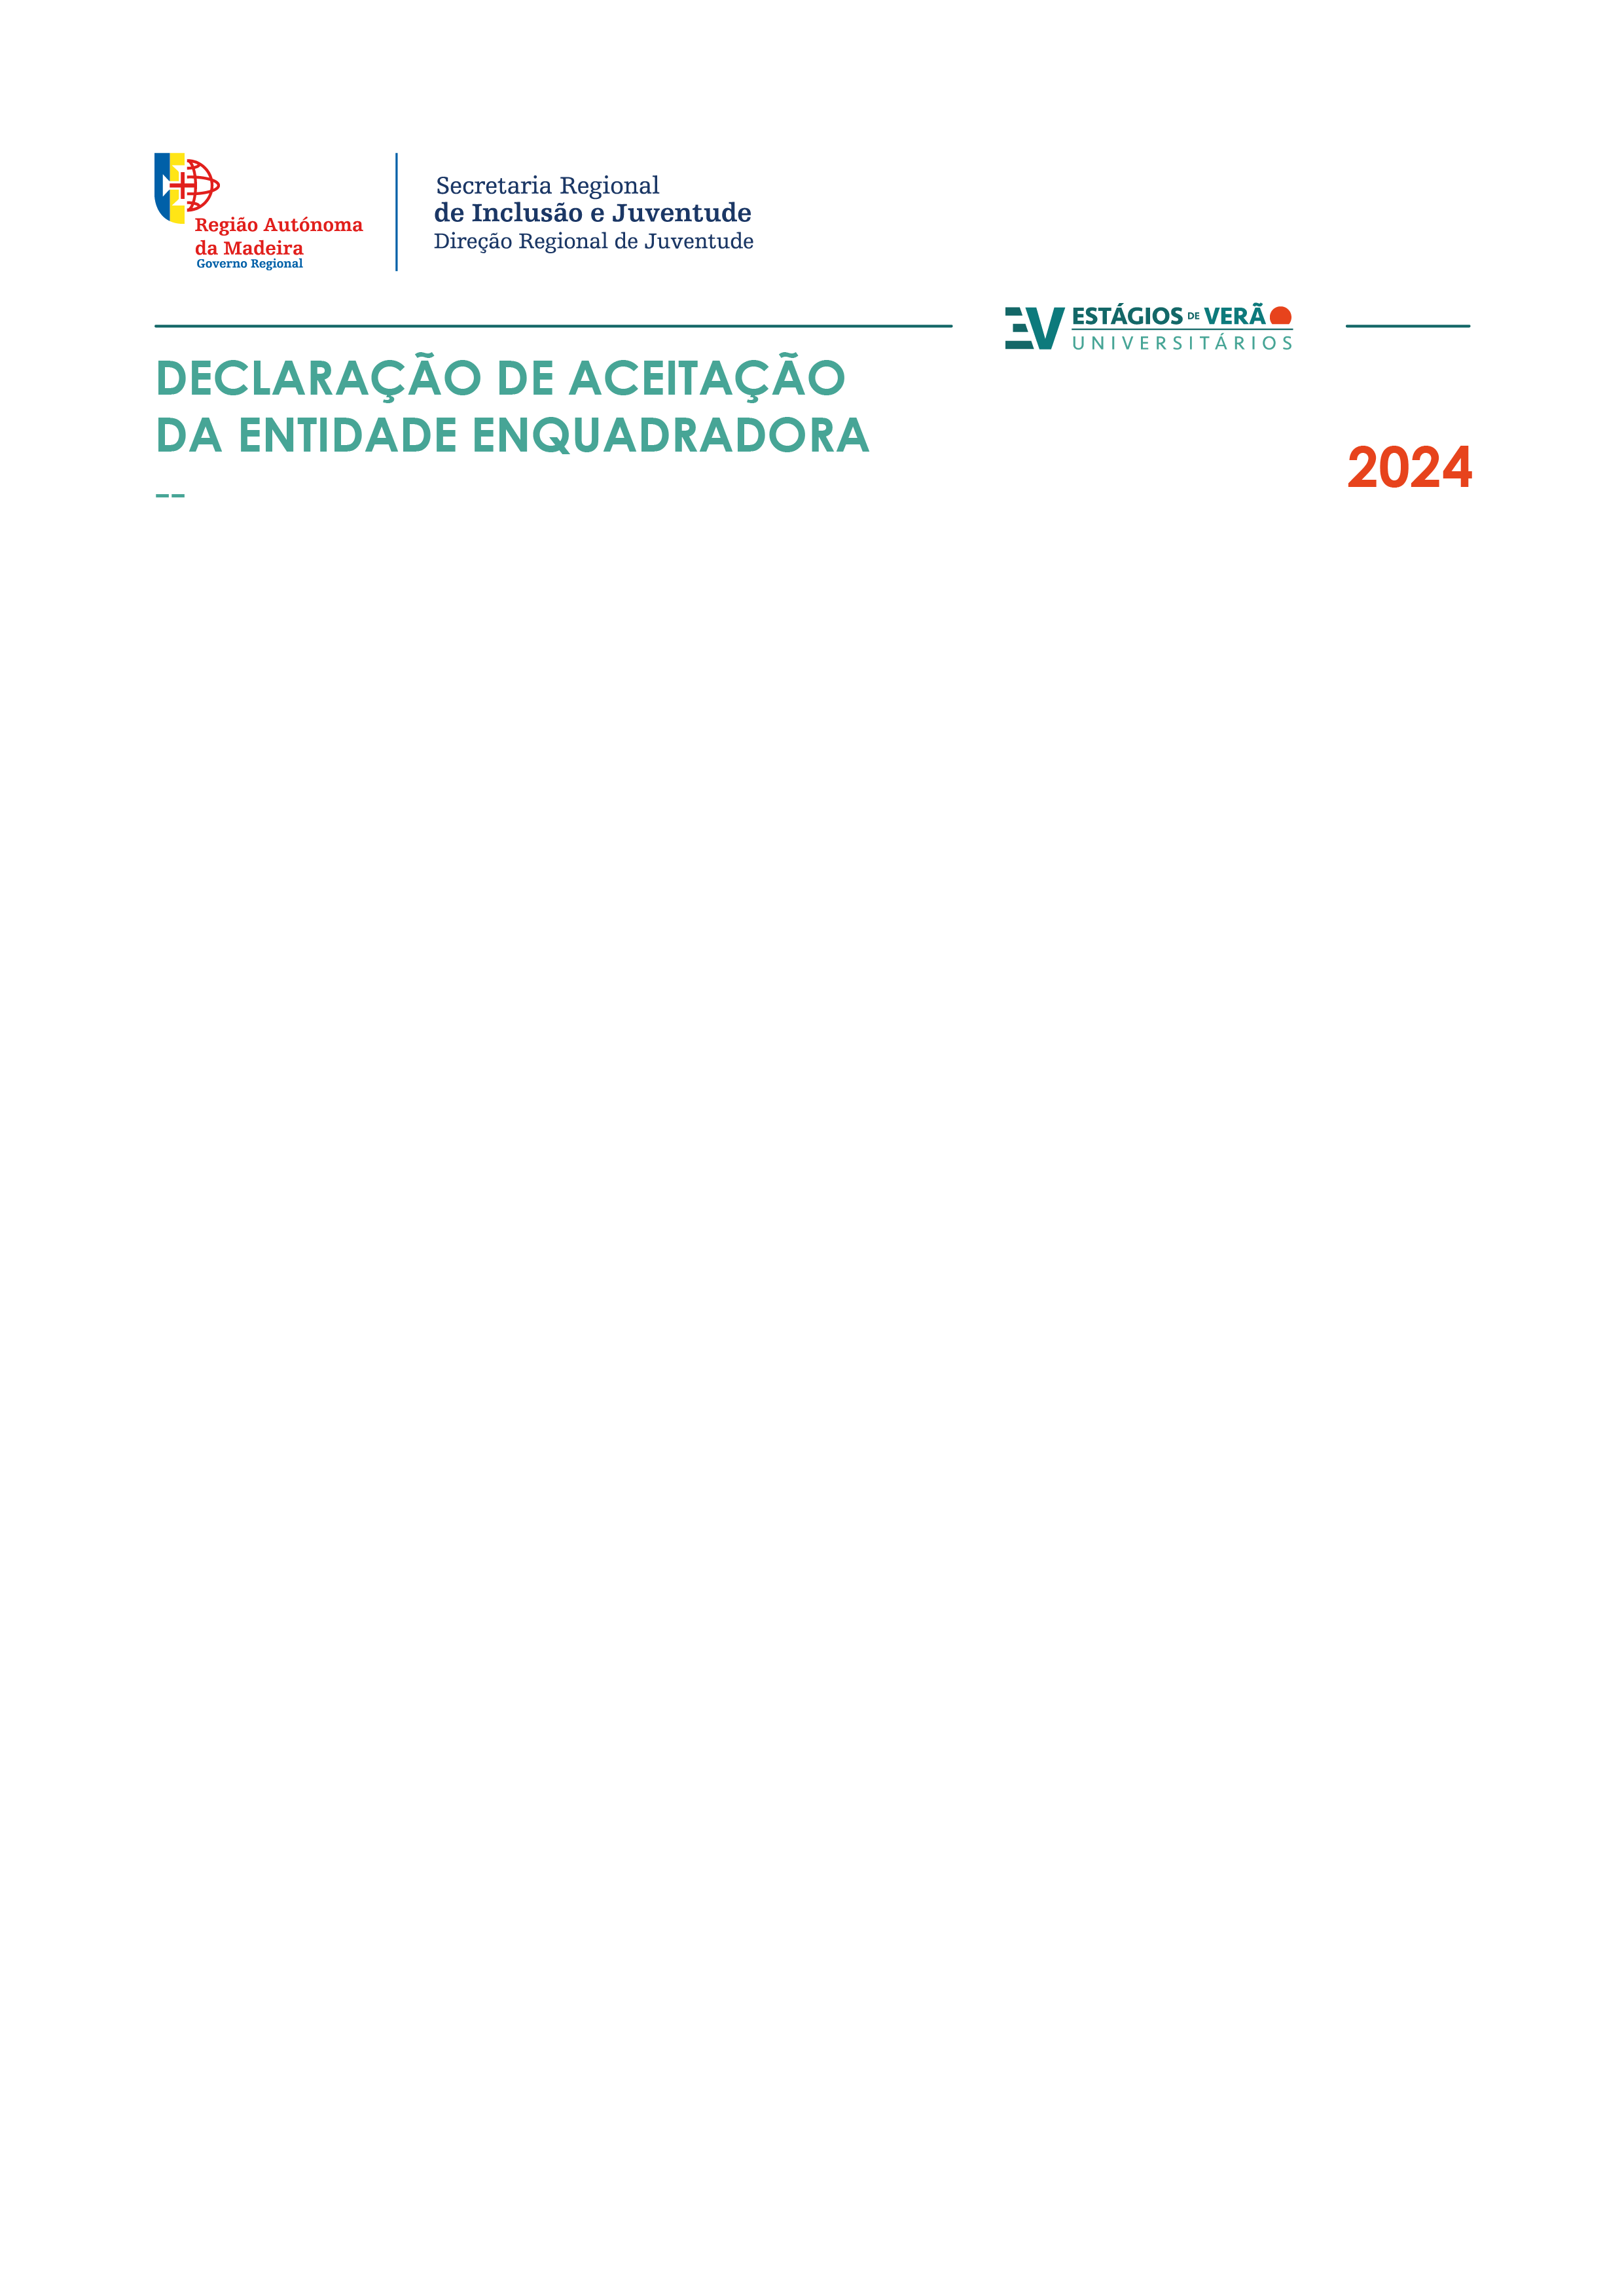 Região Autónoma
da Madeira
Governo Regional
Secretaria Regional
de Inclusão e Juventude
Direção Regional de Juventude
EV ESTÁGIOS DE VERÃO
UNIVERSITÁRIOS
DECLARAÇÃO DE ACEITAÇÃO
DA ENTIDADE ENQUADRADORA
2024
--